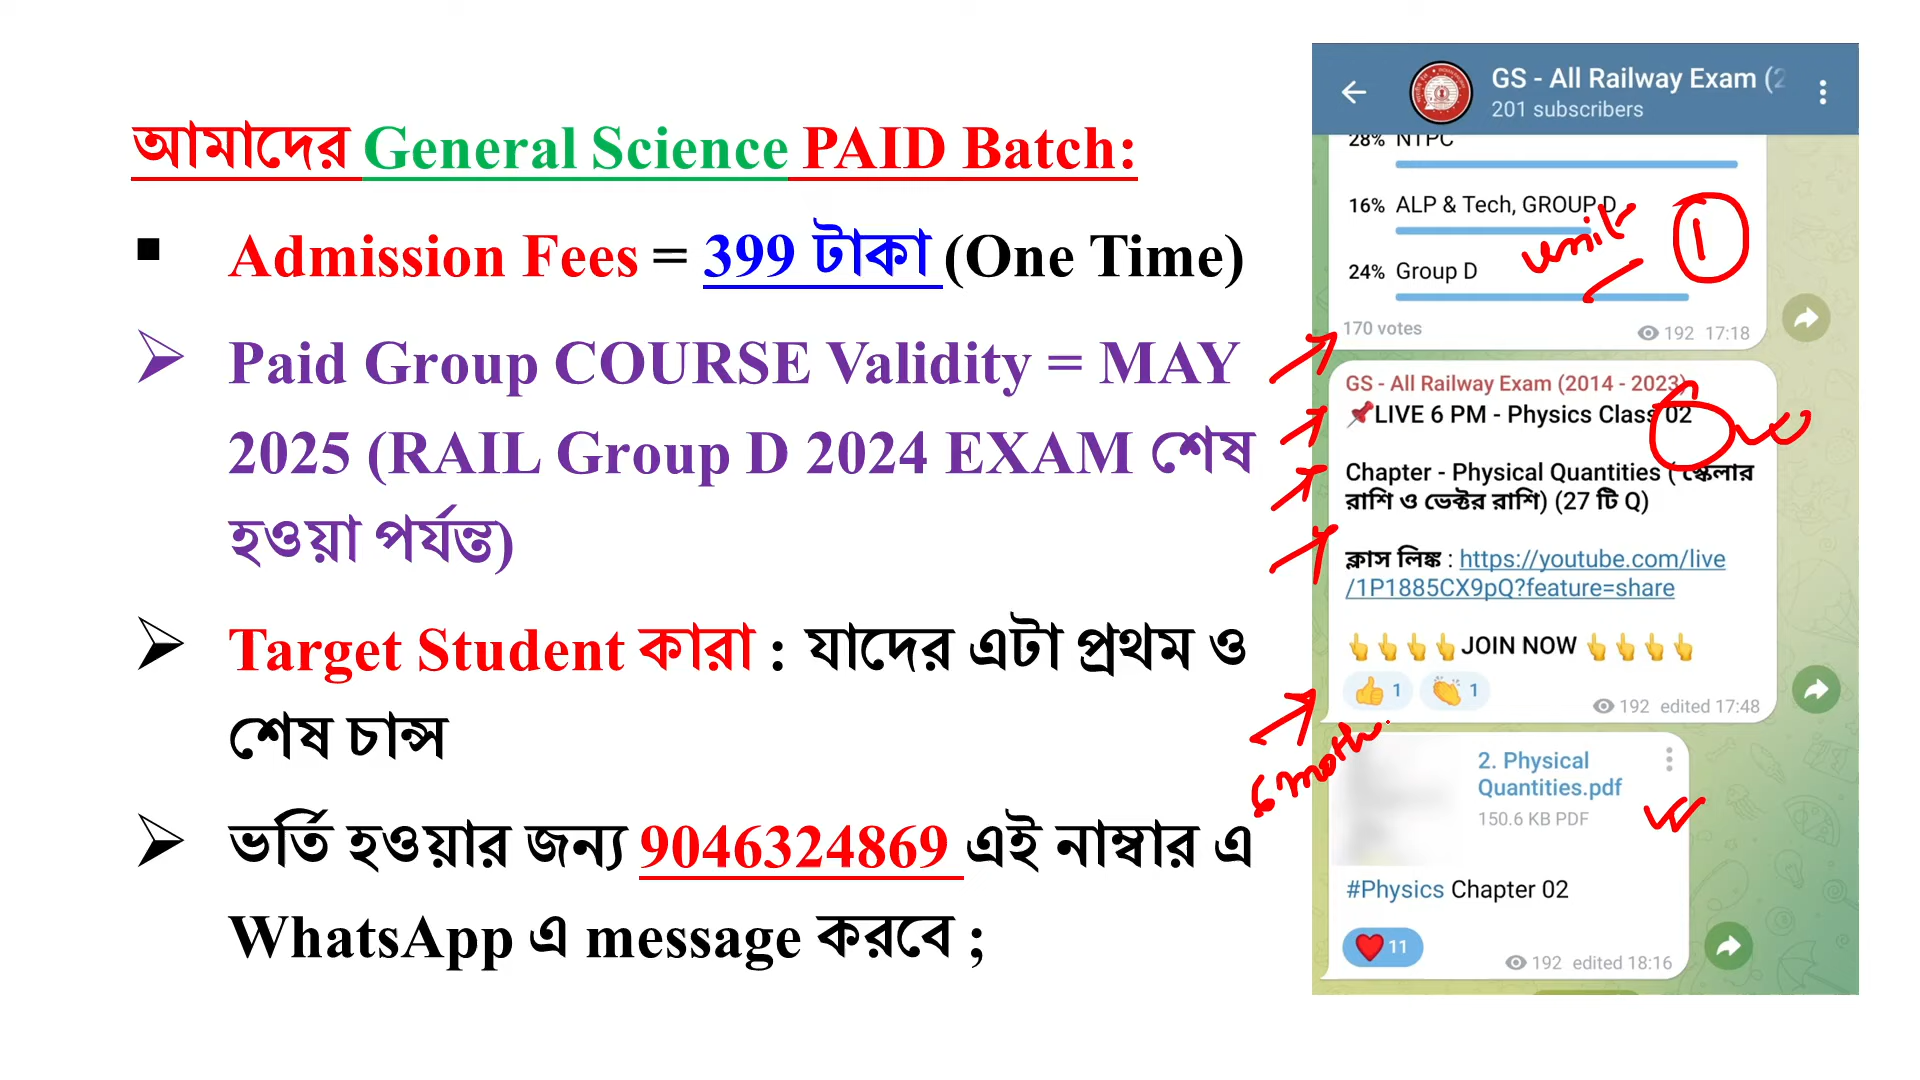 আমাদের General Science PAID Batch:
▪ Admission Fees = 399 টাকা (One Time)
➢ Paid Group COURSE Validity = MAY
2025 (RAIL Group D 2024 EXAM শেষ
হওয়া পর্যন্ত)
➢ Target Student কারা : যাদের এটা প্রথম ও
শেষ চান্স
➢ ভর্তি হওয়ার জন্য 9046324869 এই নাম্বার এ
WhatsApp এ message করবে ;
GS - All Railway Exam (2
201 subscribers
28% NTPC
16% ALP & Tech, GROUP D
unit 1
24% Group D
170 votes
192 17:18
GS - All Railway Exam (2014 - 2023)
📌LIVE 6 PM - Physics Class 02
Chapter - Physical Quantities ( স্কেলার
রাশি ও ভেক্টর রাশি) (27 টি Q)
ক্লাস লিঙ্ক : https://youtube.com/live
/1P1885CX9pQ?feature=share
👆👆👆👆JOIN NOW 👆👆👆👆
👍 1 👏 1
192 edited 17:48
6 moth
2. Physical
Quantities.pdf
150.6 KB PDF
#Physics Chapter 02
❤ 11
192 edited 18:16